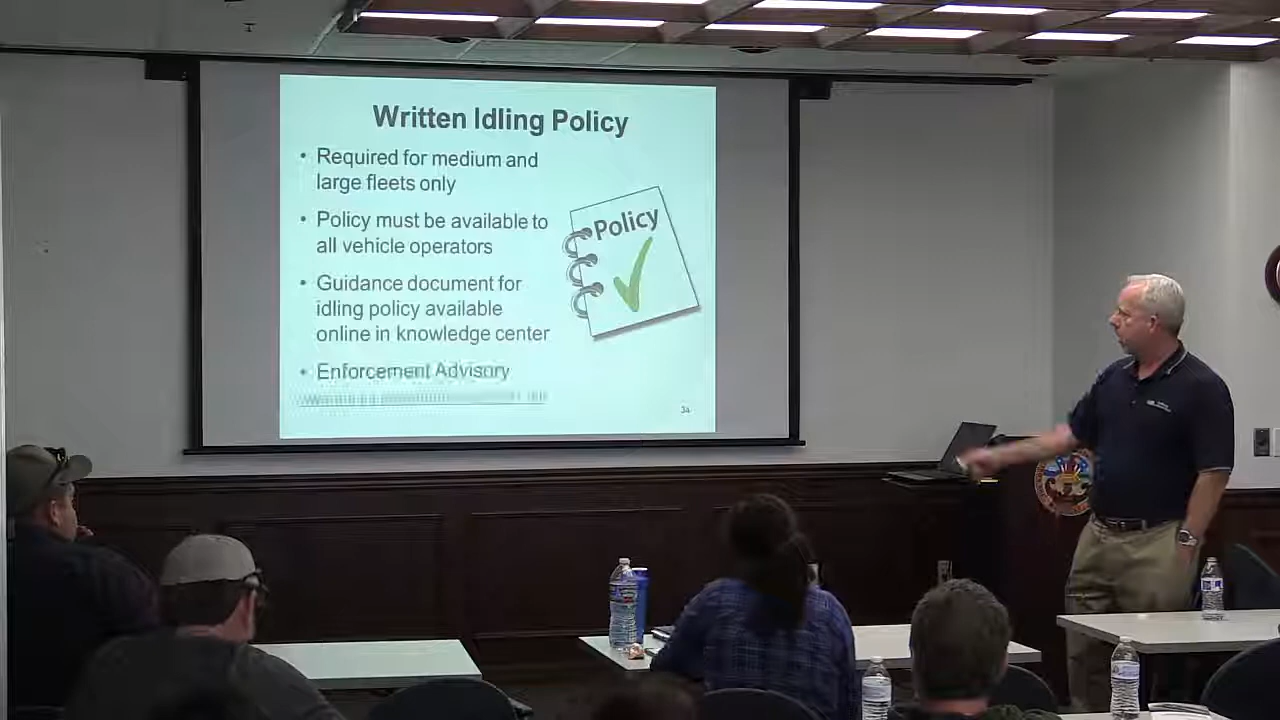 Written Idling Policy
• Required for medium and
large fleets only
• Policy must be available to
all vehicle operators
• Guidance document for
idling policy available
online in knowledge center
• Enforcement Advisory
Policy